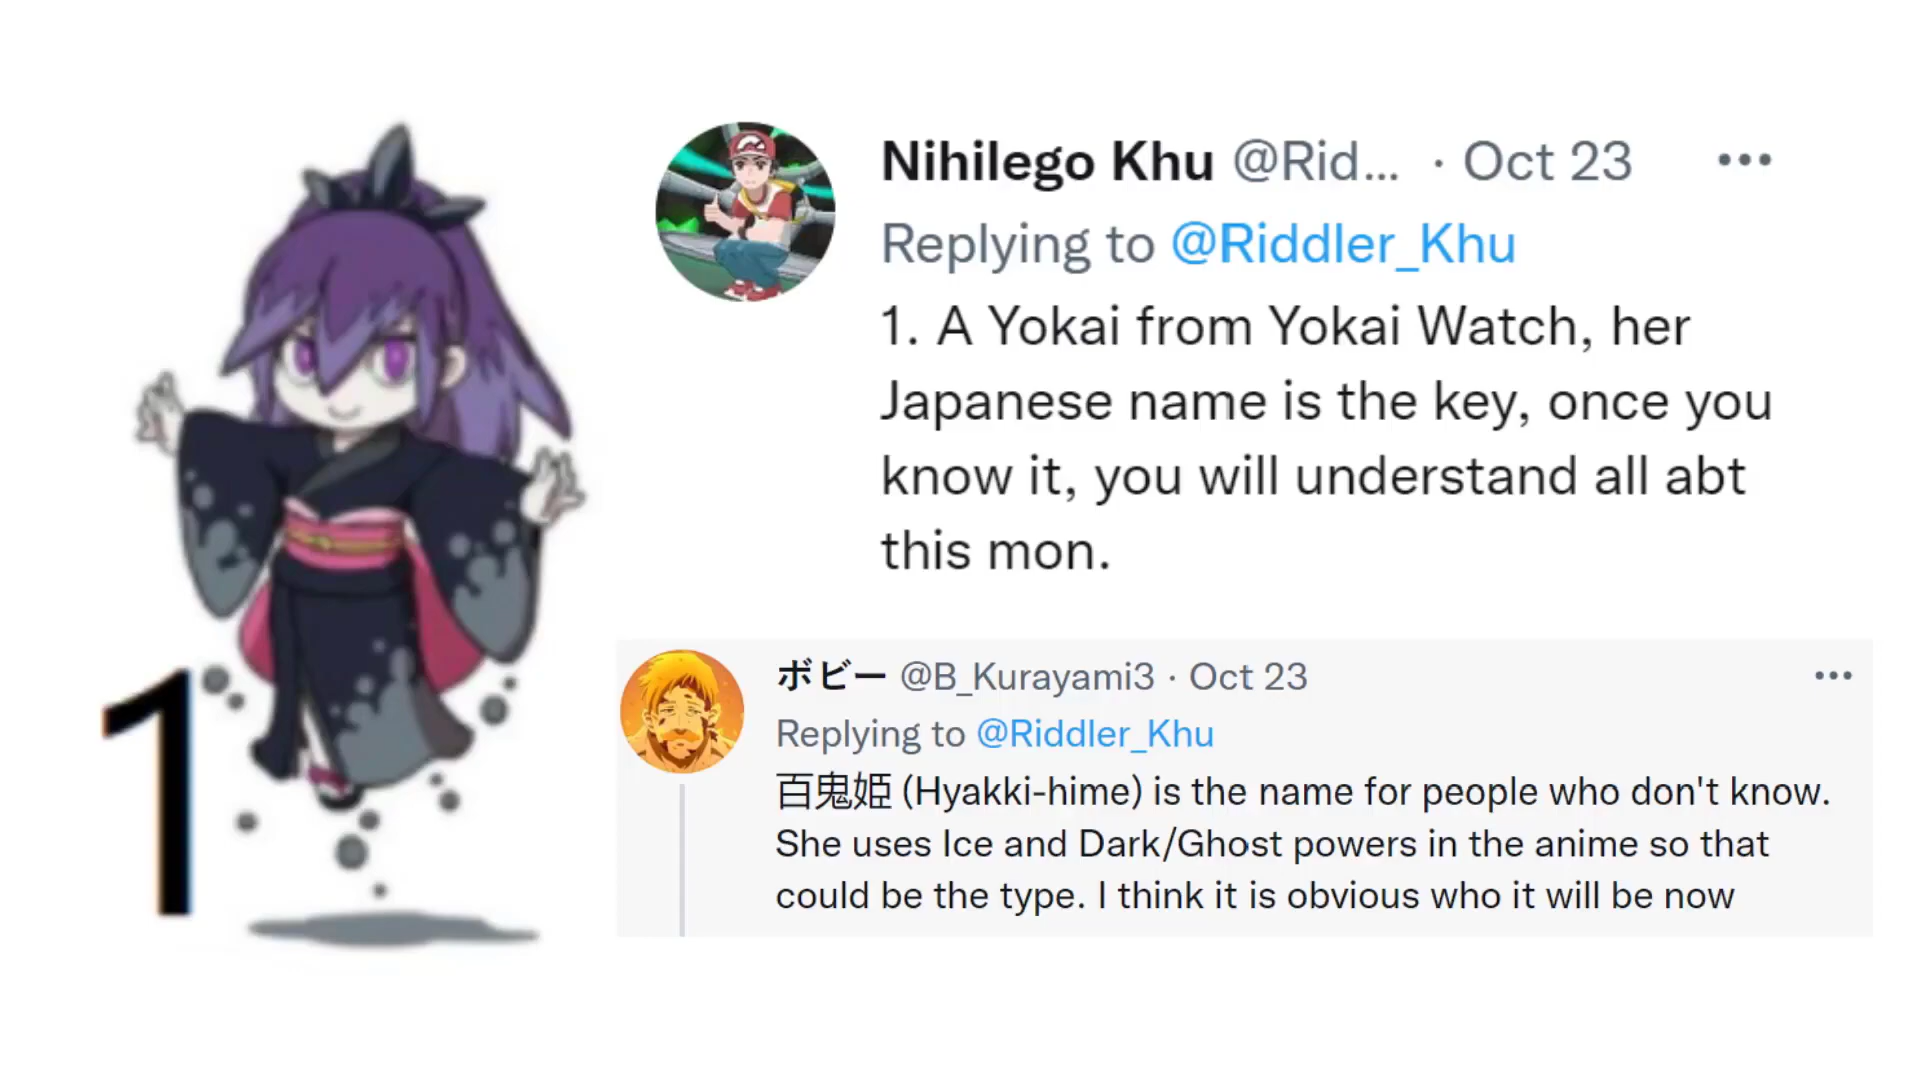 1
Nihilego Khu @Rid... · Oct 23
Replying to @Riddler_Khu
1. A Yokai from Yokai Watch, her
Japanese name is the key, once you
know it, you will understand all abt
this mon.
ボビー @B_Kurayami3 · Oct 23
Replying to @Riddler_Khu
百鬼姫 (Hyakki-hime) is the name for people who don't know.
She uses Ice and Dark/Ghost powers in the anime so that
could be the type. I think it is obvious who it will be now